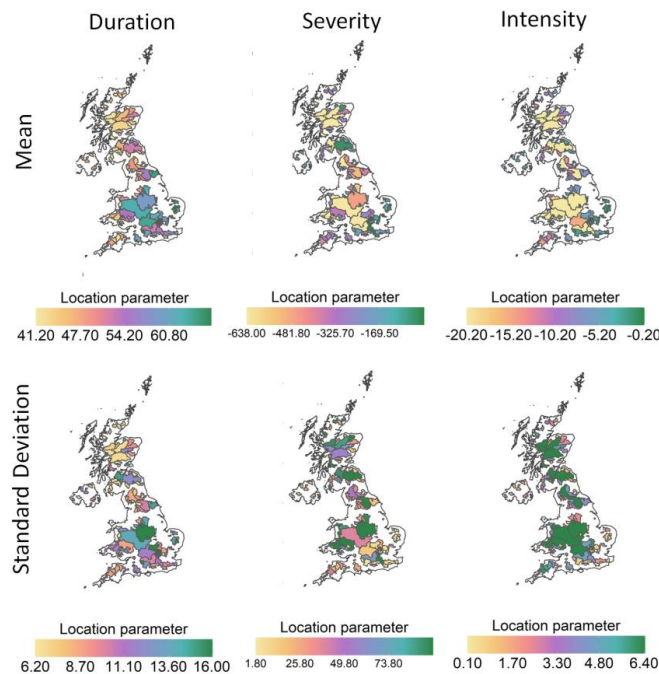 Duration Severity Intensity
Mean
Location parameter Location parameter Location parameter
41.20 47.70 54.20 60.80 -638.00 -481.80 -325.70 -169.50 -20.20 -15.20 -10.20 -5.20 -0.20
Standard Deviation
Location parameter Location parameter Location parameter
6.20 8.70 11.10 13.60 16.00 1.80 25.80 49.80 73.80 0.10 1.70 3.30 4.80 6.40